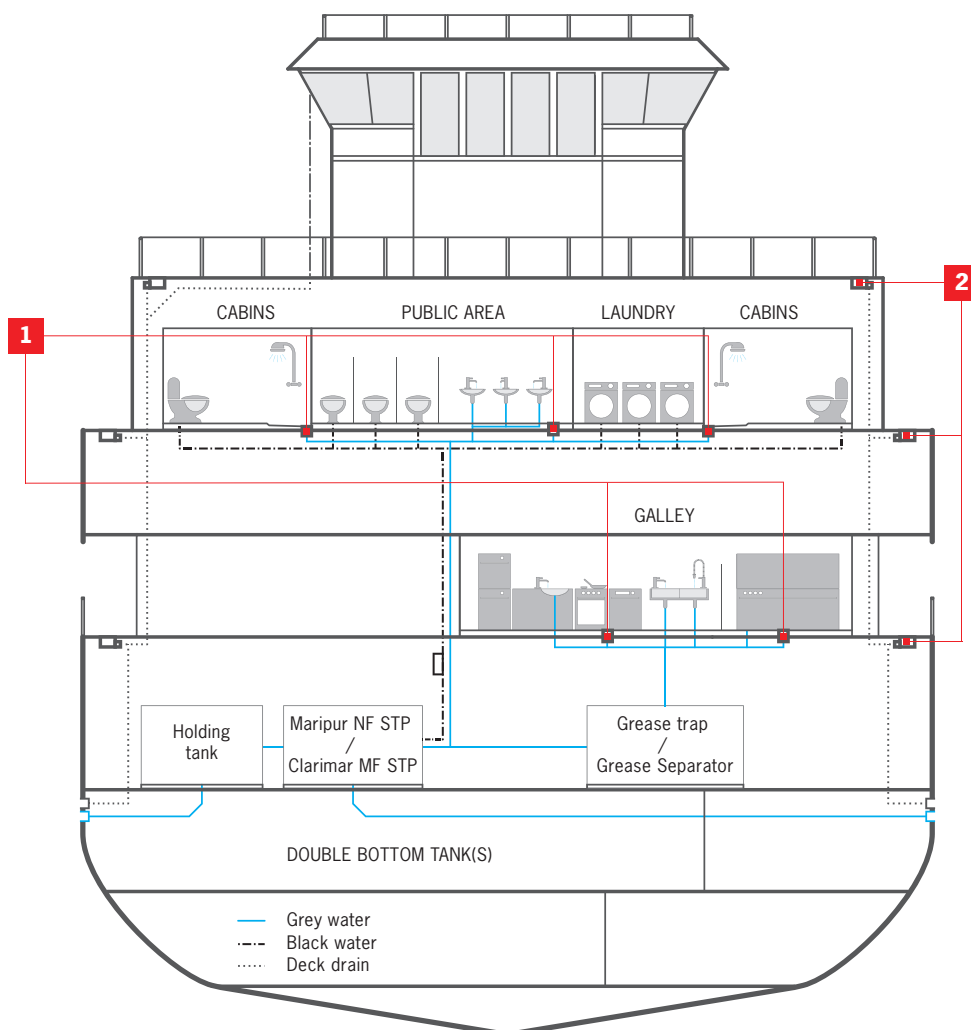 2
CABINS
PUBLIC AREA
LAUNDRY
CABINS
1
GALLEY
Holding
tank
Maripur NF STP
/
Clarimar MF STP
Grease trap
/
Grease Separator
DOUBLE BOTTOM TANK(S)
Grey water
Black water
Deck drain